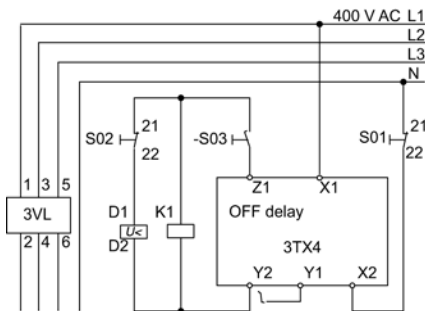 400 V AC L1
L2
L3
N
21
S02
22
-S03
21
S01
22
1 3 5
3VL
2 4 6
D1
U<
D2
K1
Z1 X1
OFF delay
3TX4
Y2 Y1 X2